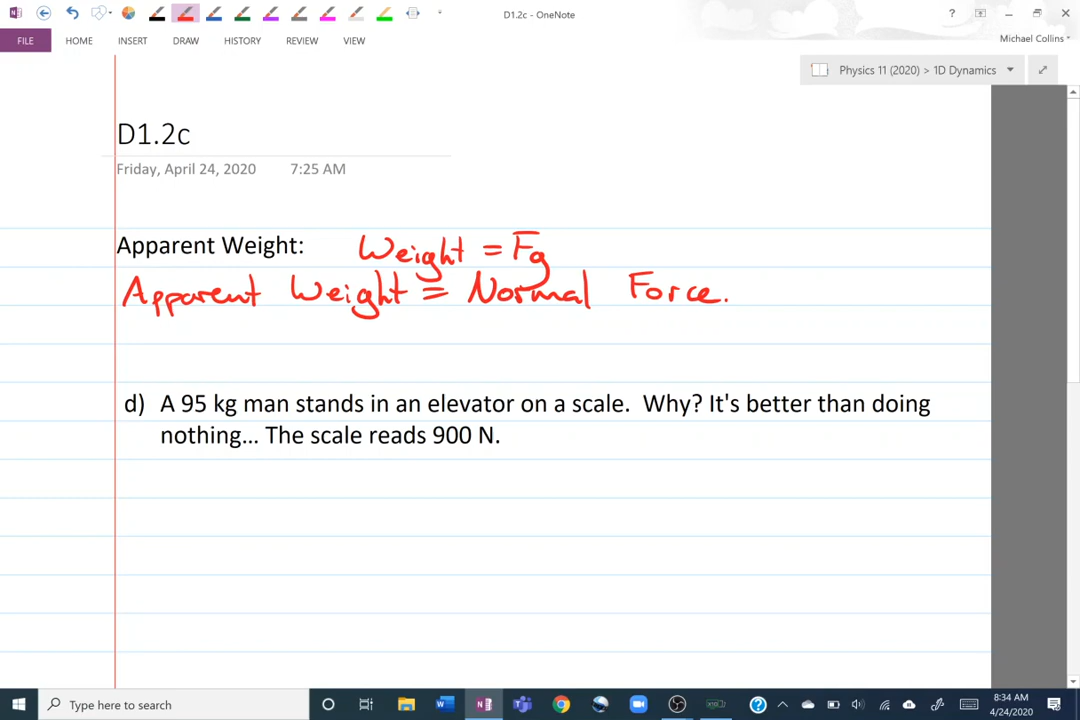 D1.2c - OneNote
?
Michael Collins
FILE HOME INSERT DRAW HISTORY REVIEW VIEW
Physics 11 (2020) > 1D Dynamics
D1.2c
Friday, April 24, 2020 7:25 AM
Apparent Weight: Weight = Fg
Apparent Weight = Normal Force.
d) A 95 kg man stands in an elevator on a scale. Why? It's better than doing
nothing... The scale reads 900 N.
Type here to search
8:34 AM
4/24/2020